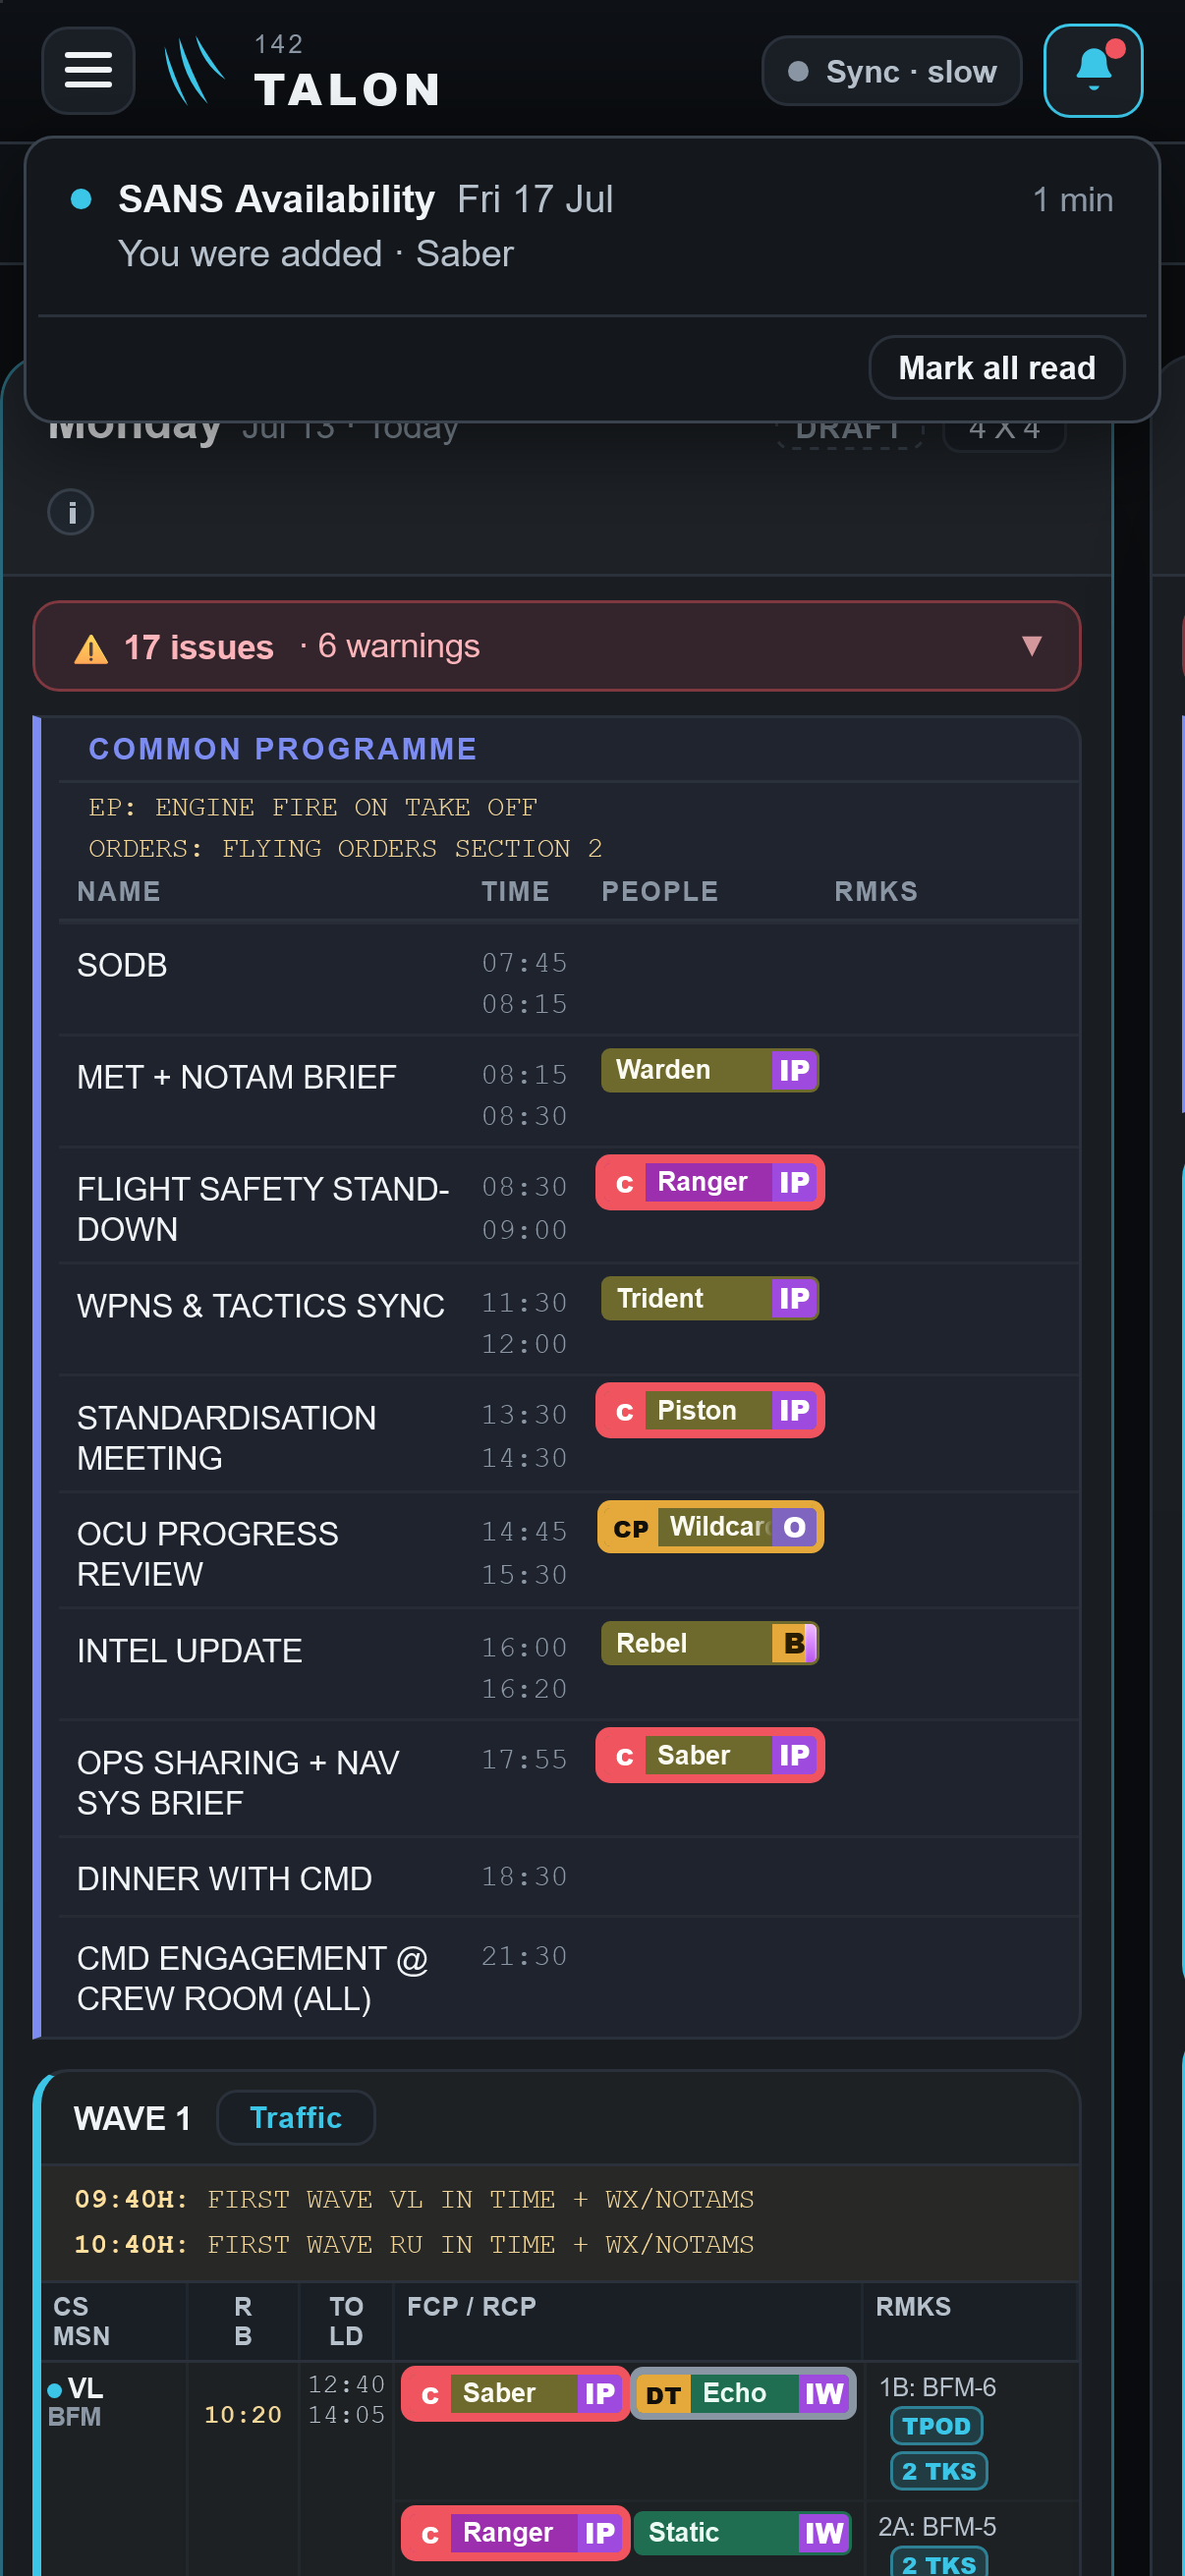 142
TALON
Sync · slow
SANS Availability Fri 17 Jul
1 min
You were added · Saber
Mark all read
Monday Jul 13 · Today
DRAFT
4 X 4
i
17 issues · 6 warnings
COMMON PROGRAMME
EP: ENGINE FIRE ON TAKE OFF
ORDERS: FLYING ORDERS SECTION 2
NAME TIME PEOPLE RMKS
SODB 07:45
08:15
MET + NOTAM BRIEF 08:15 Warden IP
08:30
FLIGHT SAFETY STAND- 08:30 C Ranger IP
DOWN 09:00
WPNS & TACTICS SYNC 11:30 Trident IP
12:00
STANDARDISATION 13:30 C Piston IP
MEETING 14:30
OCU PROGRESS 14:45 CP Wildcar O
REVIEW 15:30
INTEL UPDATE 16:00 Rebel B
16:20
OPS SHARING + NAV 17:55 C Saber IP
SYS BRIEF
DINNER WITH CMD 18:30
CMD ENGAGEMENT @ 21:30
CREW ROOM (ALL)
WAVE 1 Traffic
09:40H: FIRST WAVE VL IN TIME + WX/NOTAMS
10:40H: FIRST WAVE RU IN TIME + WX/NOTAMS
CS R TO FCP / RCP RMKS
MSN B LD
VL 12:40 C Saber IP DT Echo IW 1B: BFM-6
BFM 10:20 14:05 TPOD
2 TKS
C Ranger IP Static IW 2A: BFM-5
2 TKS